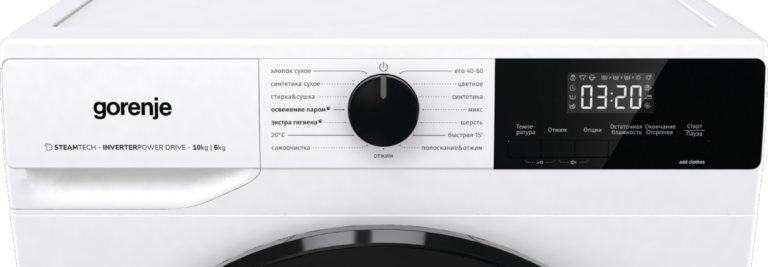 gorenje
STEAMTECH · INVERTERPOWER DRIVE · 10kg | 6kg
хлопок сухое
синтетика сухое
стирка&сушка
освежение паром
экстра гигиена
20°C
самоочистка
отжим
eco 40-60
цветное
синтетика
микс
шерсть
быстрая 15'
полоскание&отжим
03:20
Темпе-
ратура
Отжим
Опции
Остаточная
Влажность
Окончание
Отсрочки
Старт
Пауза
add clothes